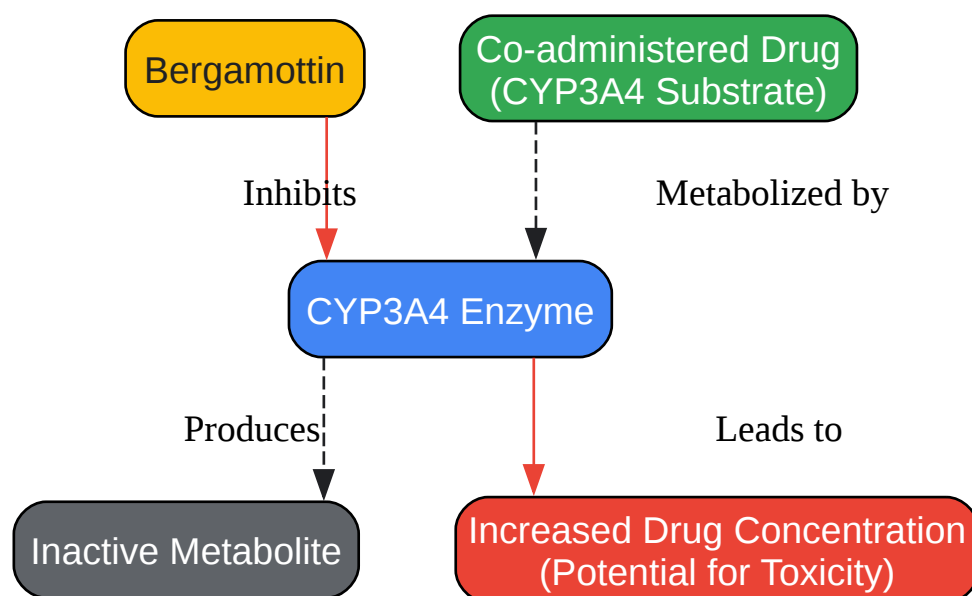 Bergamottin
Co-administered Drug
(CYP3A4 Substrate)
Inhibits
Metabolized by
CYP3A4 Enzyme
Produces
Leads to
Inactive Metabolite
Increased Drug Concentration
(Potential for Toxicity)